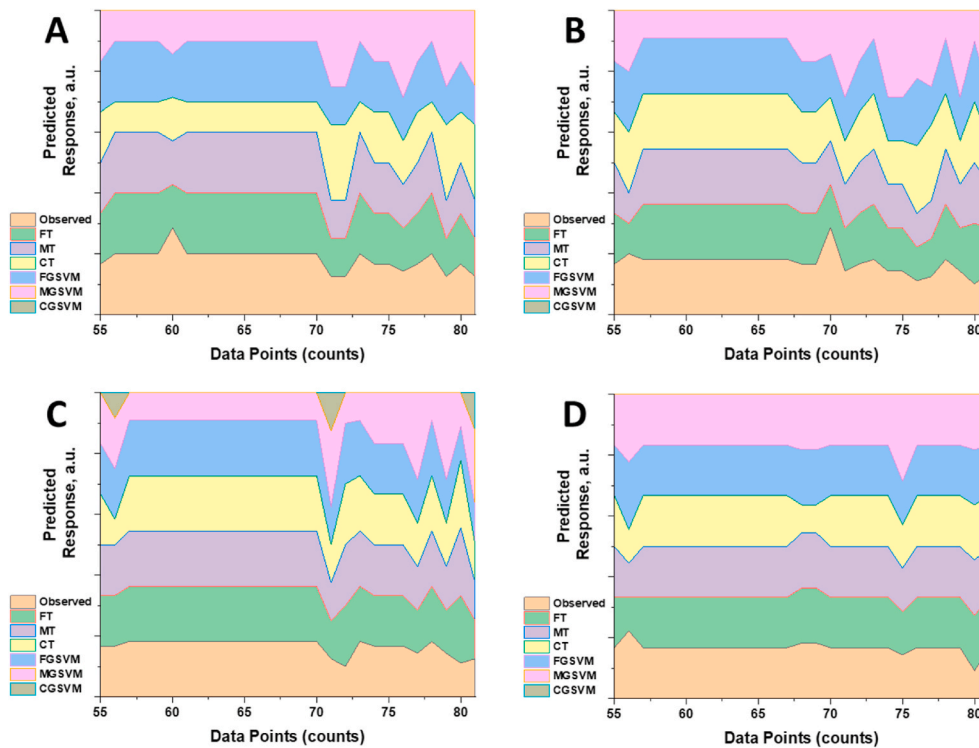 A
Predicted
Response, a.u.
Observed
FT
MT
CT
FGSVM
MGSVM
CGSVM
55 60 65 70 75 80
Data Points (counts)
B
Predicted
Response, a.u.
Observed
FT
MT
CT
FGSVM
MGSVM
CGSVM
55 60 65 70 75 80
Data Points (counts)
C
Predicted
Response, a.u.
Observed
FT
MT
CT
FGSVM
MGSVM
CGSVM
55 60 65 70 75 80
Data Points (counts)
D
Predicted
Response, a.u.
Observed
FT
MT
CT
FGSVM
MGSVM
CGSVM
55 60 65 70 75 80
Data Points (counts)